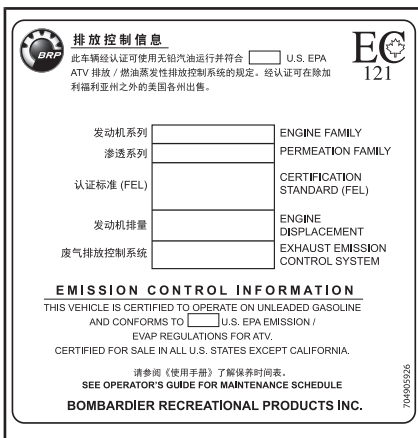 BRP
排放控制信息
此车辆经认证可使用无铅汽油运行并符合 U.S. EPA
ATV 排放 / 燃油蒸发性排放控制系统的规定。经认证可在除加
利福利亚州之外的美国各州出售。
EC
121
发动机系列 ENGINE FAMILY
渗透系列 PERMEATION FAMILY
认证标准 (FEL) CERTIFICATION
STANDARD (FEL)
发动机排量 ENGINE
DISPLACEMENT
废气排放控制系统 EXHAUST EMISSION
CONTROL SYSTEM
EMISSION CONTROL INFORMATION
THIS VEHICLE IS CERTIFIED TO OPERATE ON UNLEADED GASOLINE
AND CONFORMS TO U.S. EPA EMISSION /
EVAP REGULATIONS FOR ATV.
CERTIFIED FOR SALE IN ALL U.S. STATES EXCEPT CALIFORNIA.
请参阅《使用手册》了解保养时间表。
SEE OPERATOR'S GUIDE FOR MAINTENANCE SCHEDULE
BOMBARDIER RECREATIONAL PRODUCTS INC.
704905926